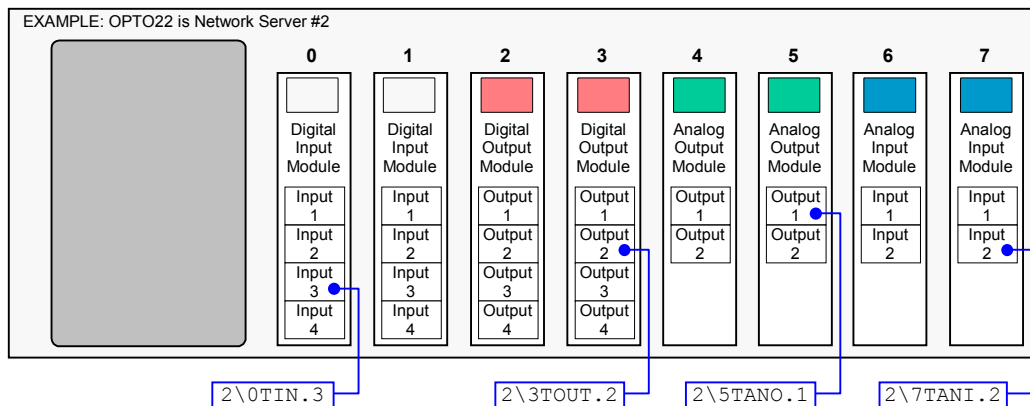 EXAMPLE: OPTO22 is Network Server #2
0 1 2 3 4 5 6 7
Digital Digital Digital Digital Analog Analog Analog Analog
Input Input Output Output Output Output Input Input
Module Module Module Module Module Module Module Module
Input Input Output Output Output Output Input Input
1 1 1 1 1 1 1 1
Input Input Output Output Output Output Input Input
2 2 2 2 2 2 2 2
Input Input Output Output
3 3 3 3
Input Input Output Output
4 4 4 4
2\0TIN.3 2\3TOUT.2 2\5TANO.1 2\7TANI.2